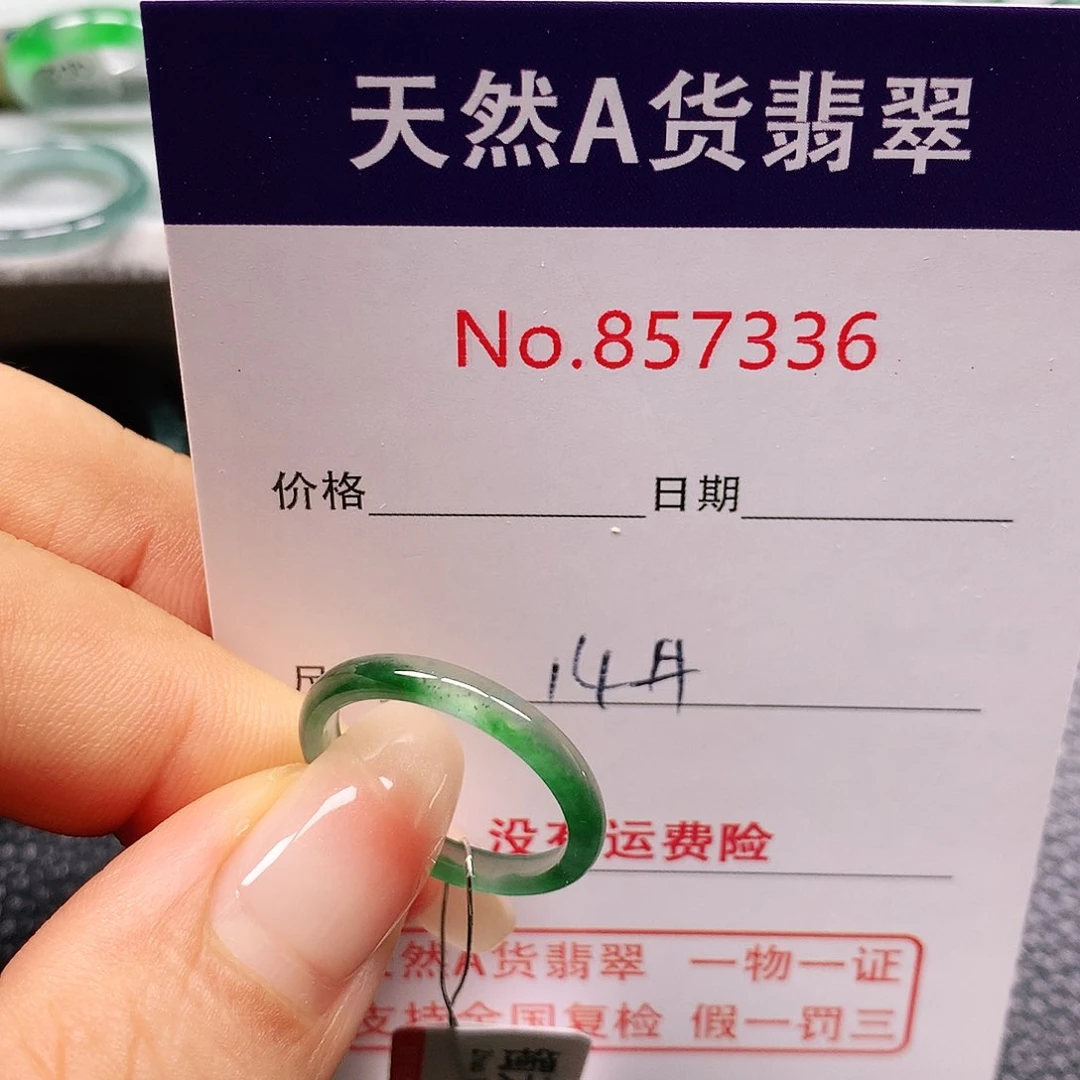 天然A货翡翠
No.857336
价格 日期
14
没有运费险
然A货翡翠 一物一证
支持全国复检 假一罚三